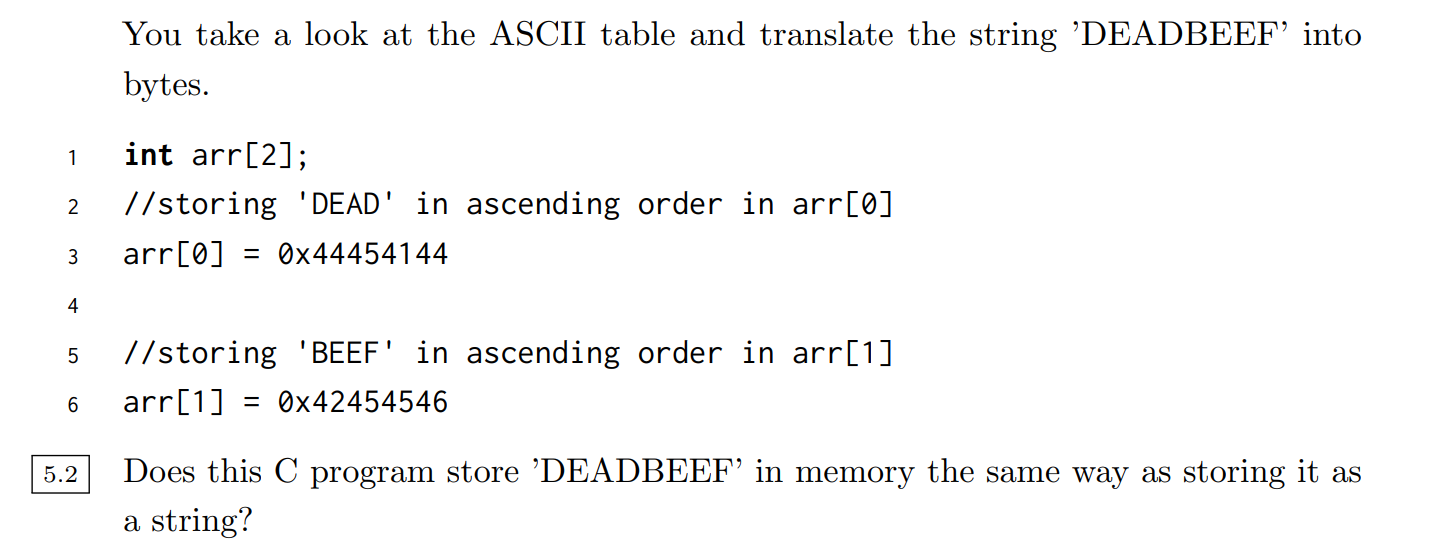 You take a look at the ASCII table and translate the string ’DEADBEEF’ into
bytes.
1 int arr[2];
2 //storing 'DEAD' in ascending order in arr[0]
3 arr[0] = 0x44454144
4
5 //storing 'BEEF' in ascending order in arr[1]
6 arr[1] = 0x42454546
5.2 Does this C program store ’DEADBEEF’ in memory the same way as storing it as
a string?